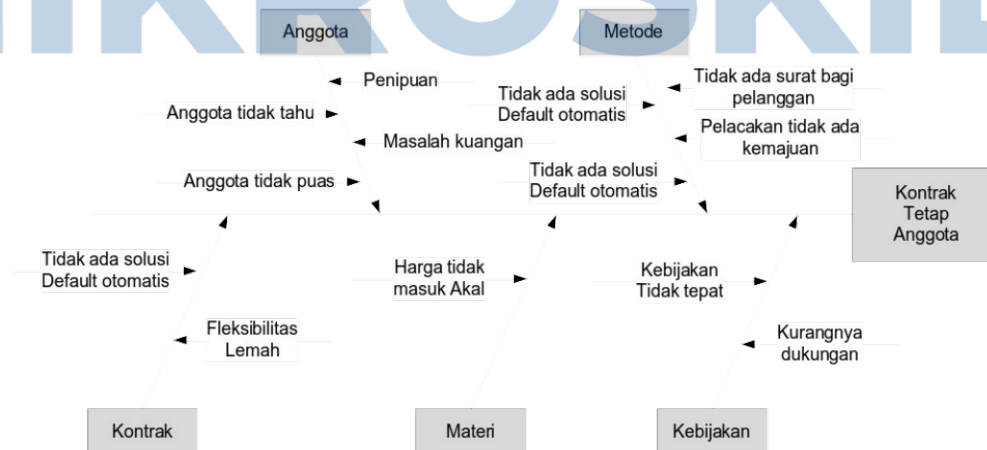 MIKROSKIL
Anggota
Metode
Penipuan
Anggota tidak tahu
Masalah kuangan
Anggota tidak puas
Tidak ada solusi
Default otomatis
Tidak ada surat bagi
pelanggan
Pelacakan tidak ada
kemajuan
Tidak ada solusi
Default otomatis
Kontrak
Tetap
Anggota
Tidak ada solusi
Default otomatis
Fleksibilitas
Lemah
Harga tidak
masuk Akal
Kebijakan
Tidak tepat
Kurangnya
dukungan
Kontrak
Materi
Kebijakan